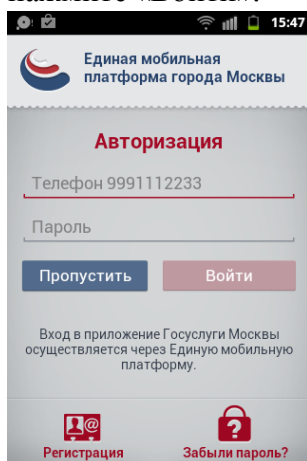 15:47
Единая мобильная
платформа города Москвы
Авторизация
Телефон 9991112233
Пароль
Пропустить
Войти
Вход в приложение Госуслуги Москвы
осуществляется через Единую мобильную
платформу.
Регистрация
Забыли пароль?